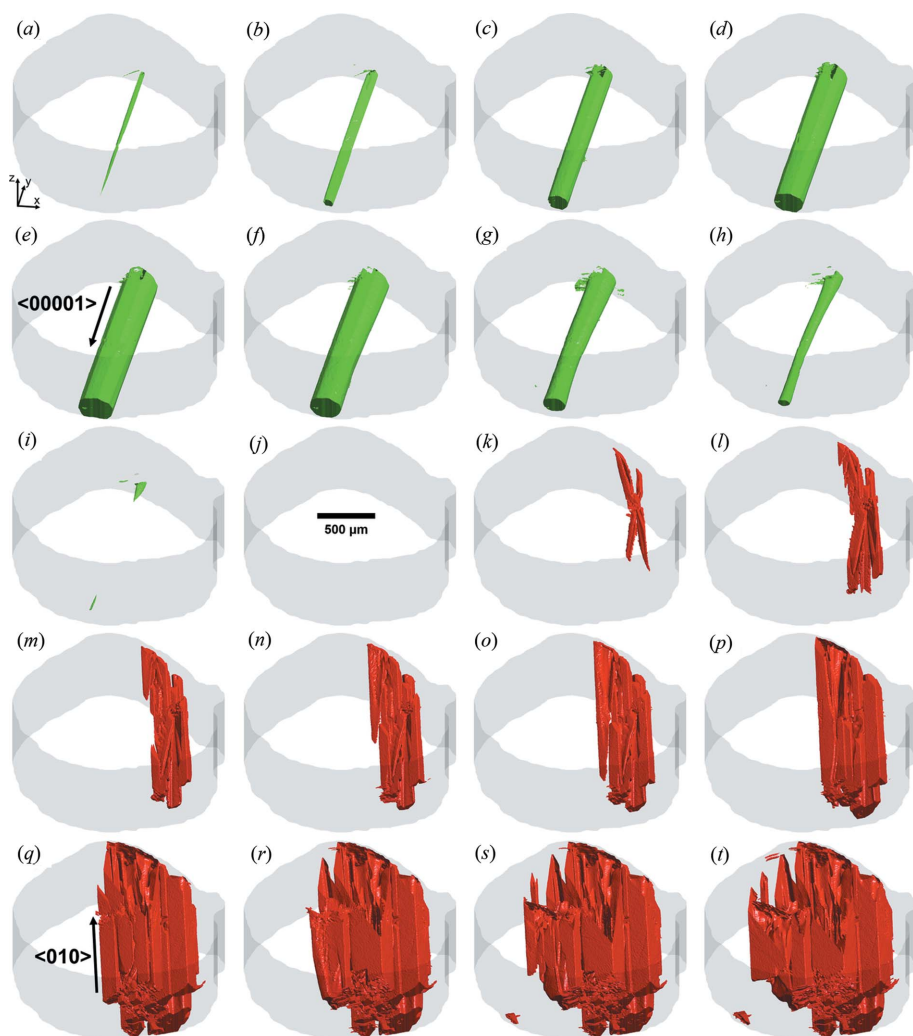 (a) (b) (c) (d)
z y x
(e) (f) (g) (h)
<00001>
(i) (j) (k) (l)
500 µm
(m) (n) (o) (p)
(q) (r) (s) (t)
<010>